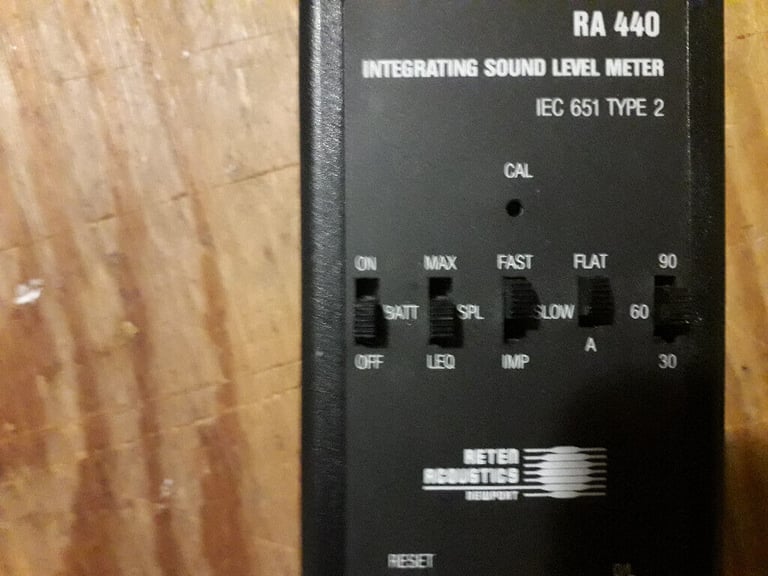 RA 440
INTEGRATING SOUND LEVEL METER
IEC 651 TYPE 2
CAL
ON MAX FAST FLAT 90
BATT SPL SLOW 60
A
OFF LEQ IMP 30
RETEN
ACOUSTICS
NEWPORT
RESET